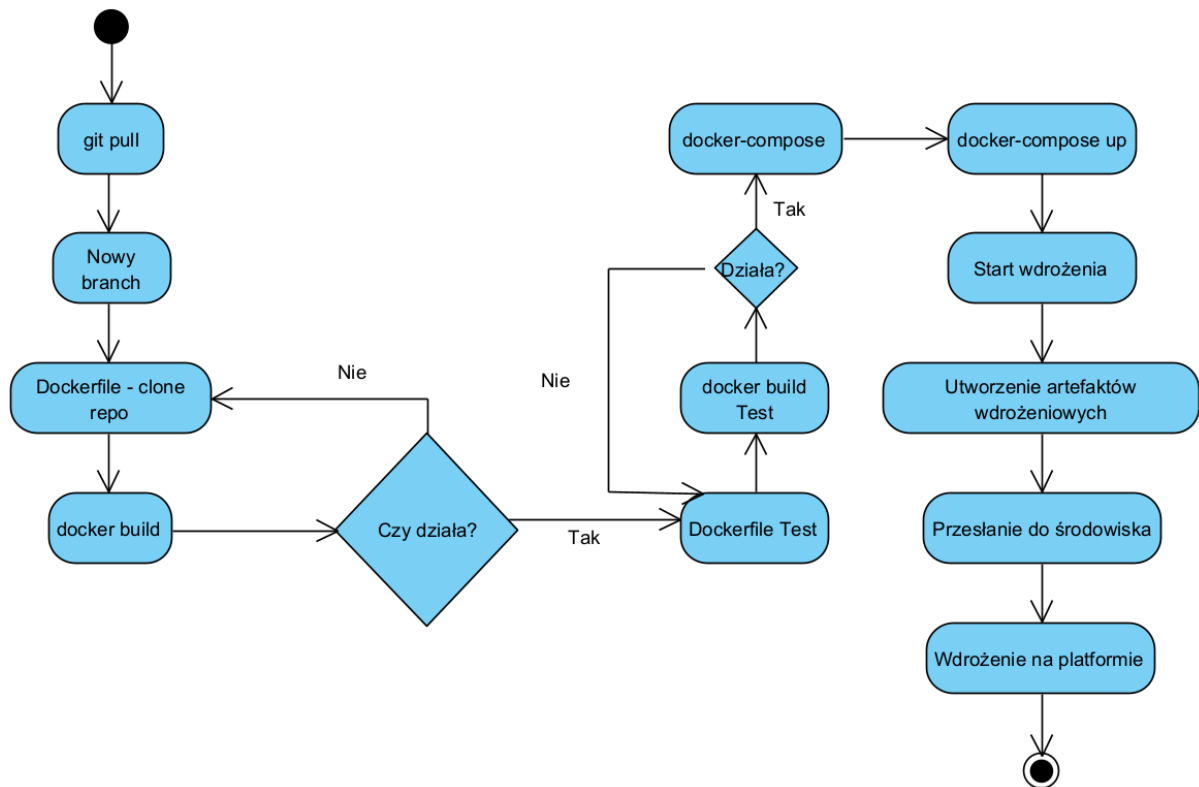 git pull
Nowy
branch
Dockerfile - clone
repo
docker build
Nie
Czy działa?
Tak
Dockerfile Test
docker build
Test
Nie
Działa?
Tak
docker-compose
docker-compose up
Start wdrożenia
Utworzenie artefaktów
wdrożeniowych
Przesłanie do środowiska
Wdrożenie na platformie